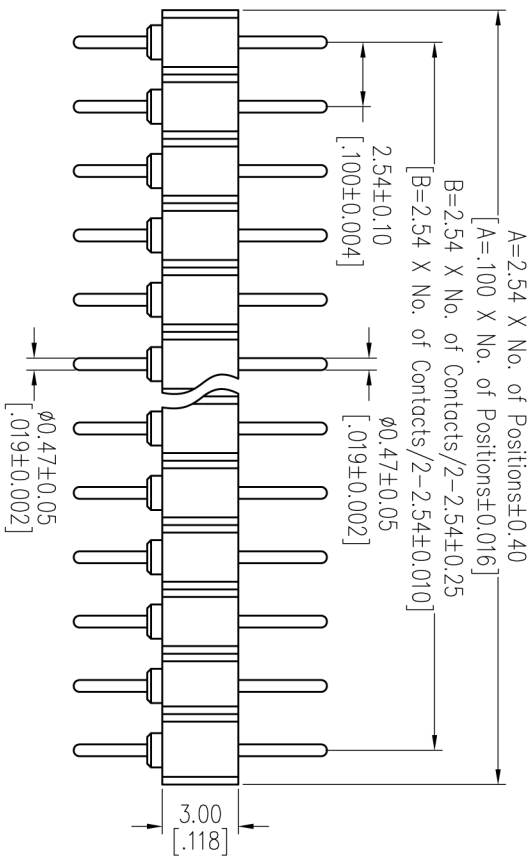 A=2.54 X No. of Positions±0.40
[A=.100 X No. of Positions±0.016]
B=2.54 X No. of Contacts/2-2.54±0.25
[B=2.54 X No. of Contacts/2-2.54±0.010]
2.54±0.10
[.100±0.004]
ø0.47±0.05
[.019±0.002]
ø0.47±0.05
[.019±0.002]
3.00
[.118]